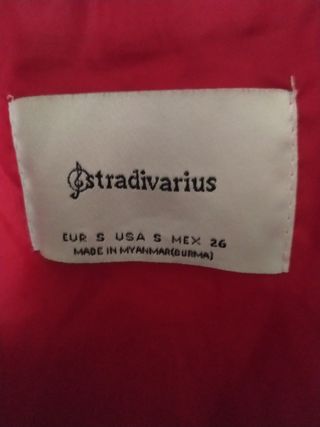 stradivarius
EUR S USA S MEX 26
MADE IN MYANMAR(BURMA)